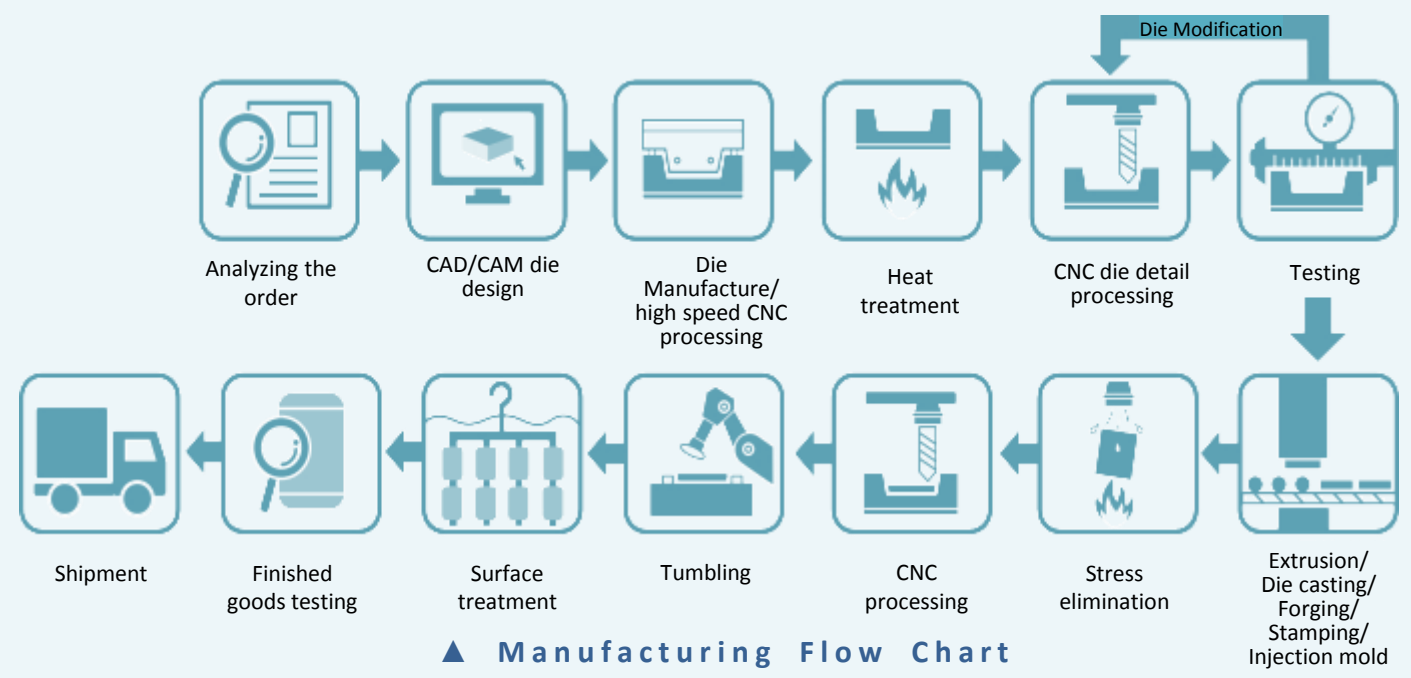 Die Modification
Analyzing the
order
CAD/CAM die
design
Die
Manufacture/
high speed CNC
processing
Heat
treatment
CNC die detail
processing
Testing
Shipment
Finished
goods testing
Surface
treatment
Tumbling
CNC
processing
Stress
elimination
Extrusion/
Die casting/
Forging/
Stamping/
Injection mold
▲ Manufacturing Flow Chart